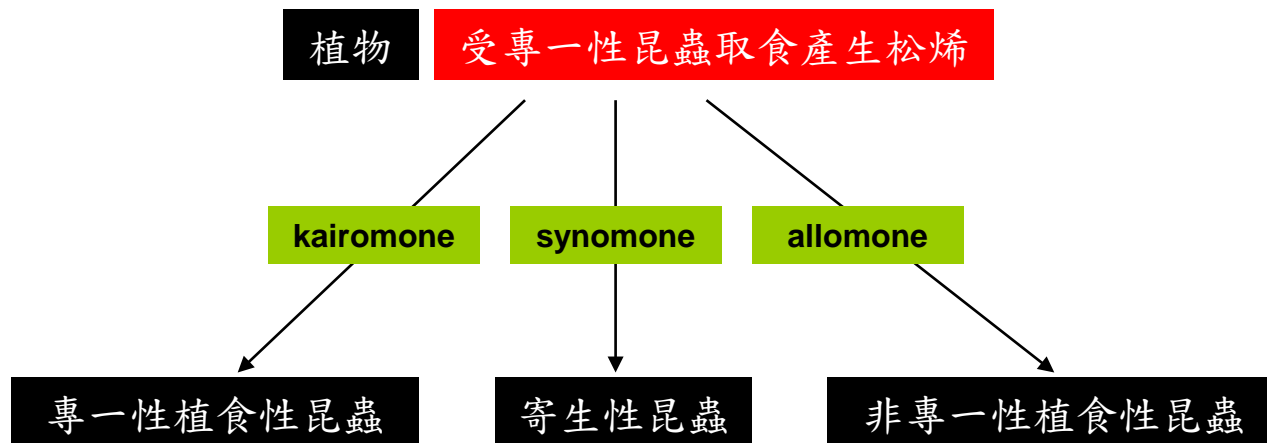 植物 受專一性昆蟲取食產生松烯
kairomone synomone allomone
專一性植食性昆蟲 寄生性昆蟲 非專一性植食性昆蟲